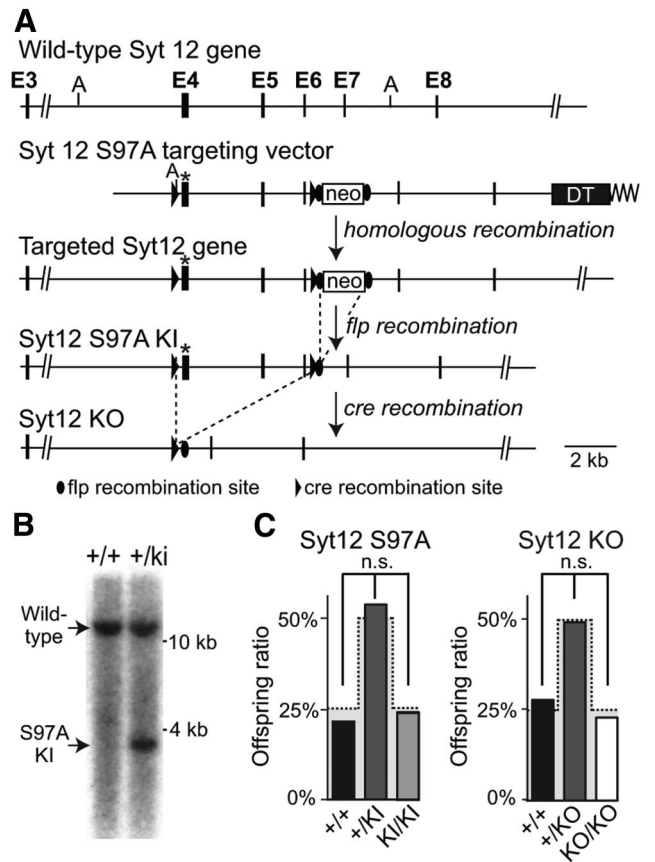 A
Wild-type Syt 12 gene
E3 A E4 E5 E6 E7 A E8
Syt 12 S97A targeting vector
A * neo DT
homologous recombination
Targeted Syt12 gene
* neo
flp recombination
Syt12 S97A KI
*
cre recombination
Syt12 KO
2 kb
flp recombination site cre recombination site
B
+/+ +/ki
Wild-
type
-10 kb
-4 kb
S97A
KI
C
Syt12 S97A
n.s.
Offspring ratio
50%
25%
0%
+/+ +/KI KI/KI
Syt12 KO
n.s.
Offspring ratio
50%
25%
0%
+/+ +/KO KO/KO